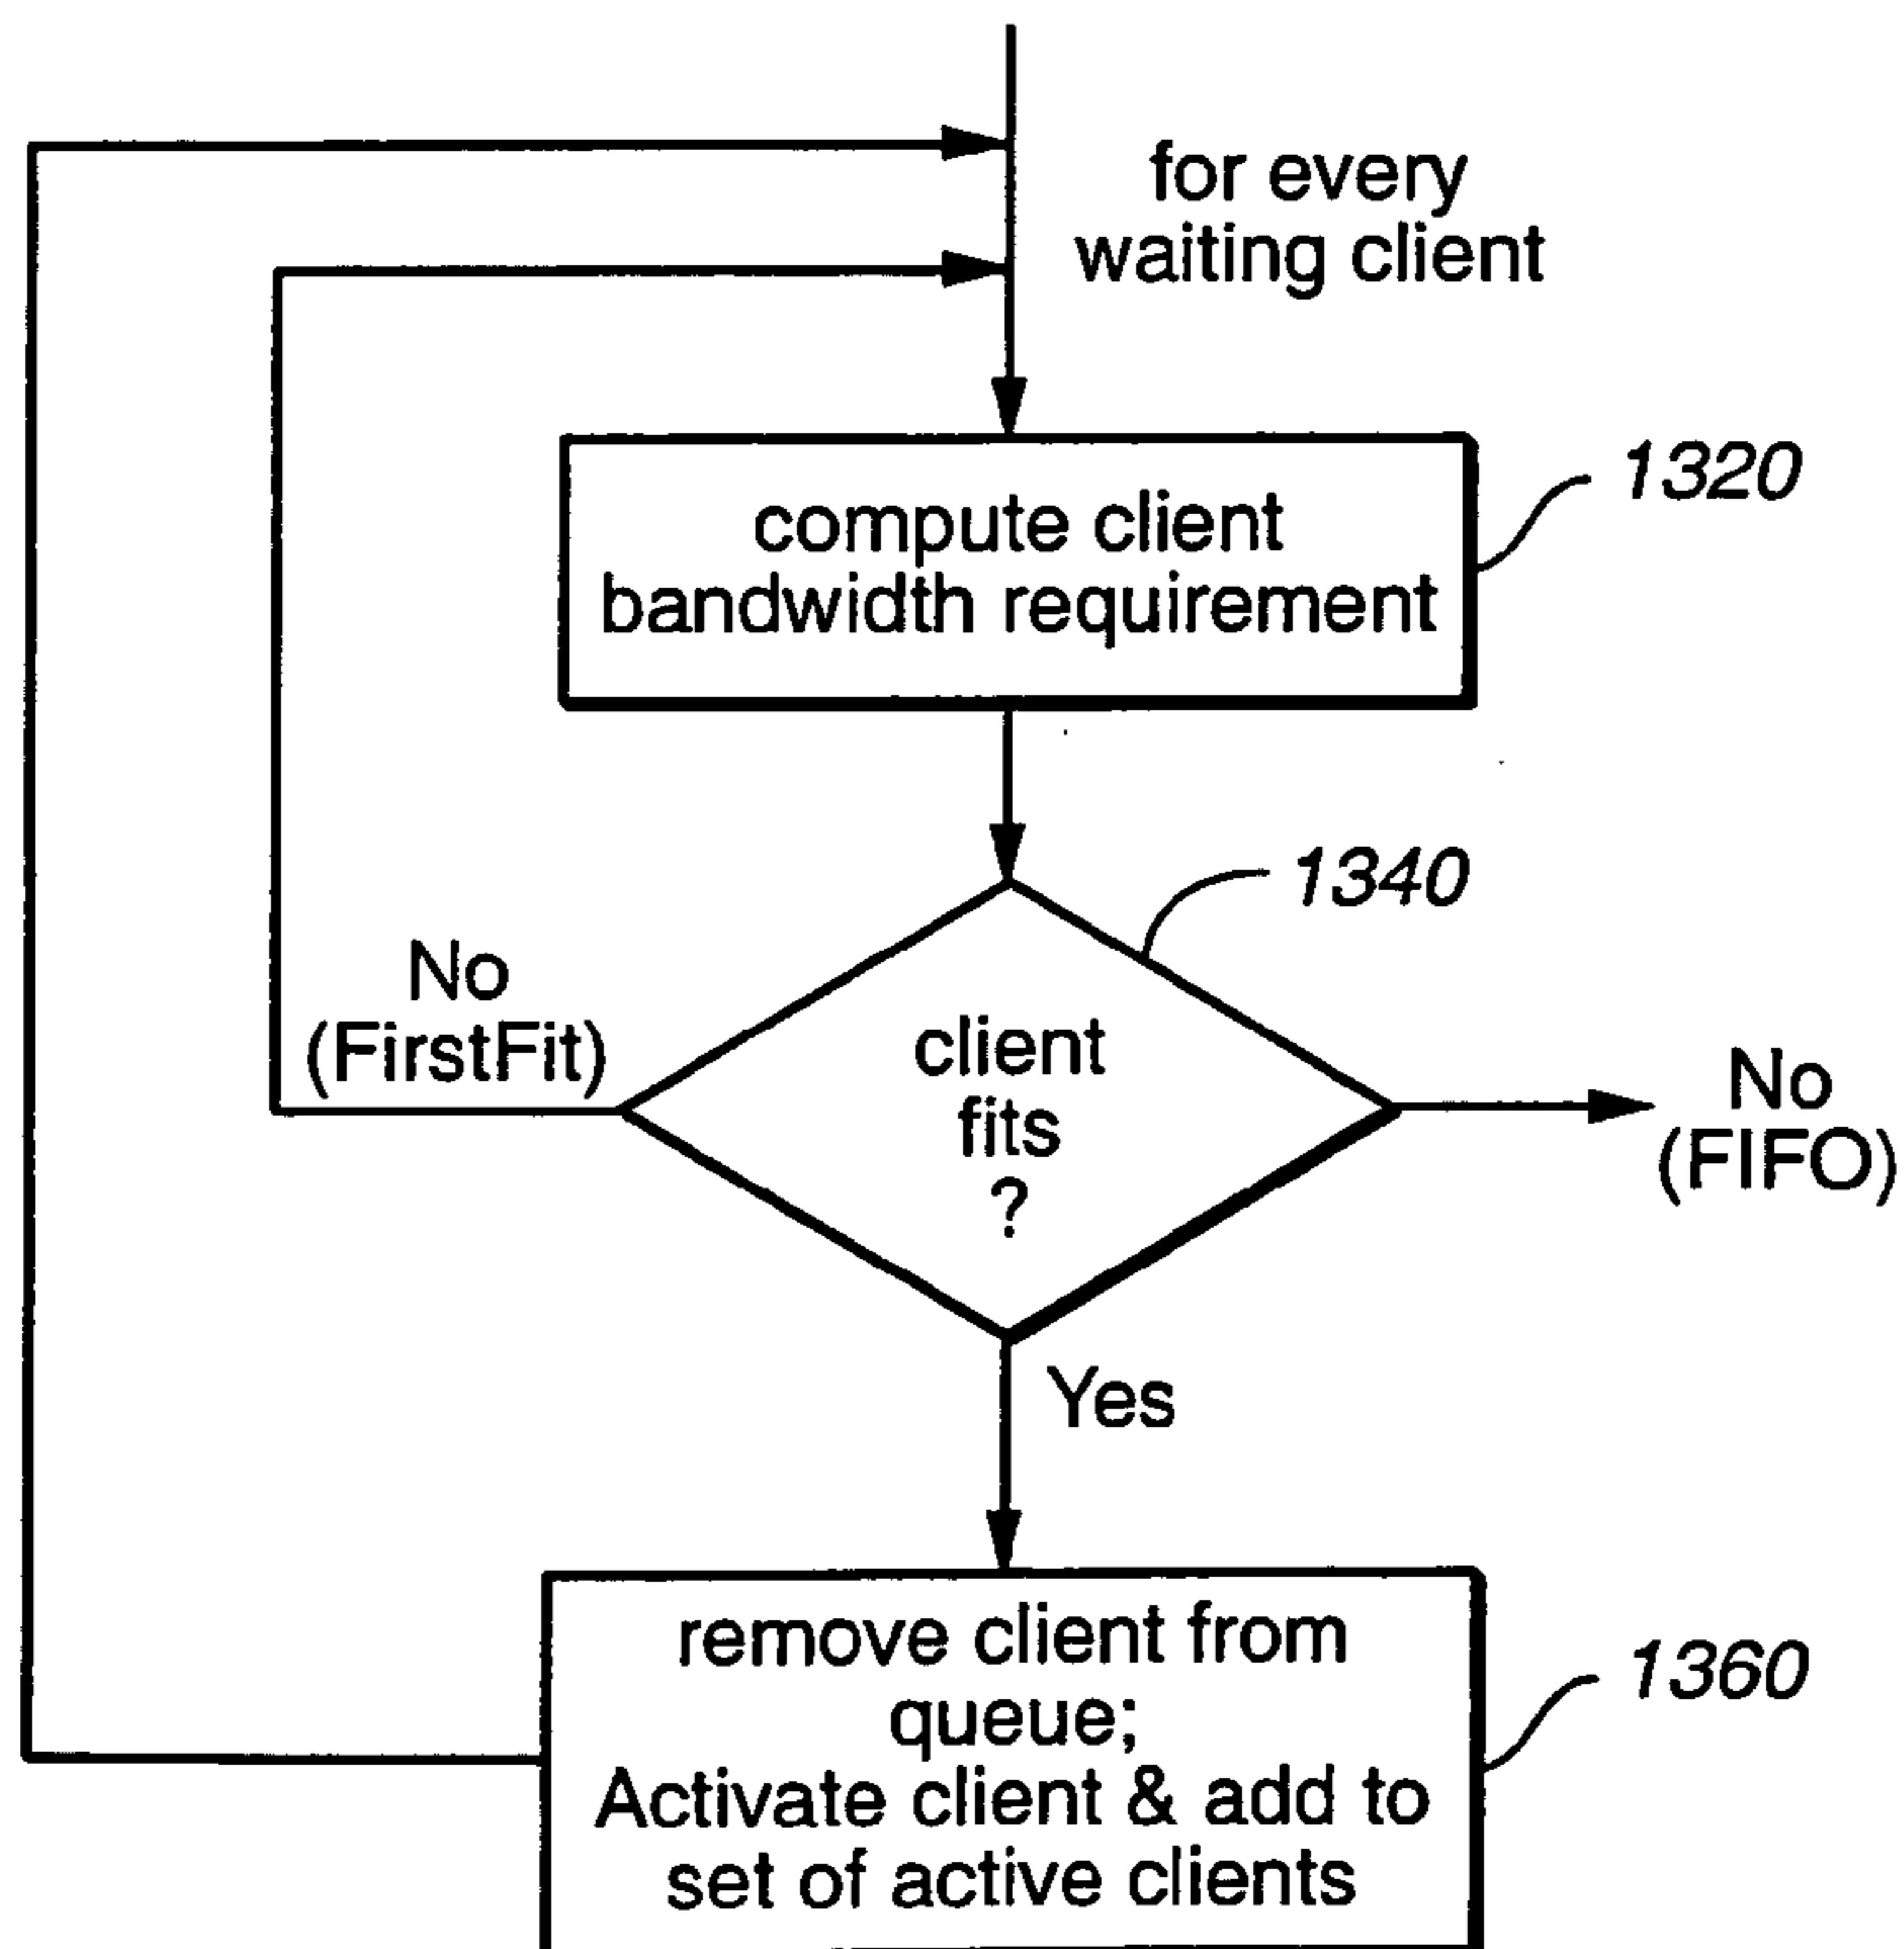 for every
waiting client
compute client
bandwidth requirement
1320
1340
No
(FirstFit)
client
fits
?
No
(FIFO)
Yes
remove client from
queue;
Activate client & add to
set of active clients
1360